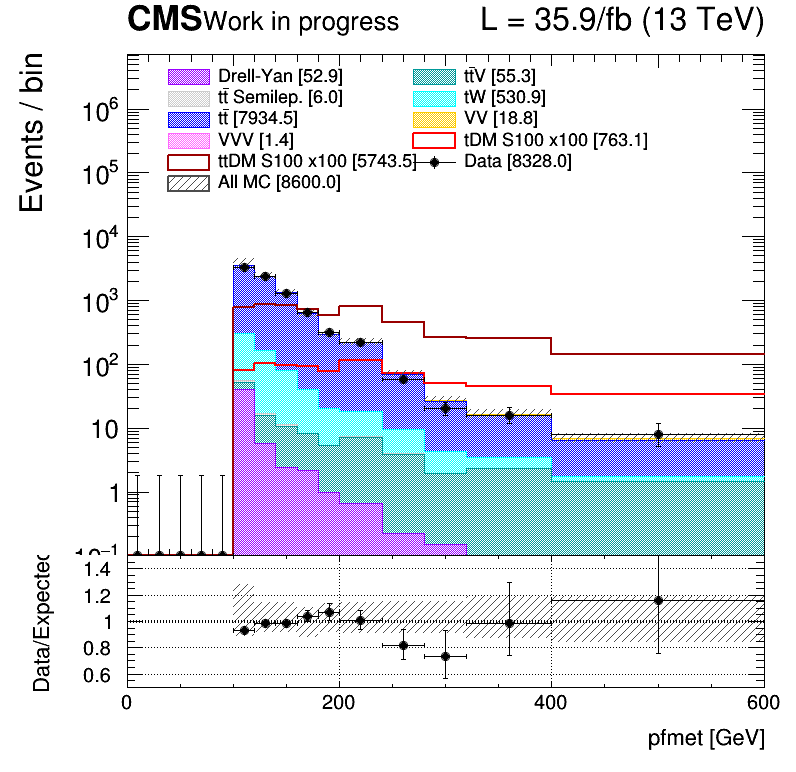 CMS Work in progress L = 35.9/fb (13 TeV)
Events / bin
Drell-Yan [52.9] tt̄V [55.3]
tt̄ Semilep. [6.0] tW [530.9]
tt̄ [7934.5] VV [18.8]
VVV [1.4] tDM S100 x100 [763.1]
ttDM S100 x100 [5743.5] Data [8328.0]
All MC [8600.0]
10⁶
10⁵
10⁴
10³
10²
10
1
10⁻¹
Data/Expected
1.4
1.2
1
0.8
0.6
0 200 400 600
pfmet [GeV]